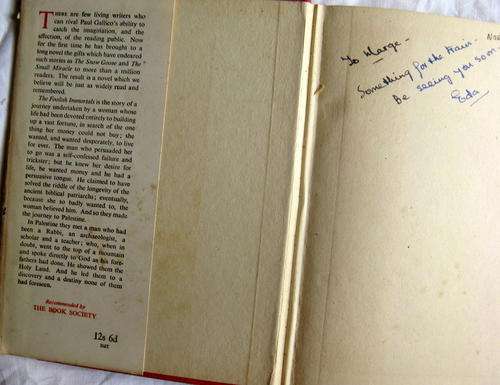 THERE are few living writers who
can rival Paul Gallico's ability to
catch the imagination, and the
affection, of the reading public. Now
for the first time he has brought to a
long novel the gifts which have endeared
such stories as The Snow Goose and The
Small Miracle to more than a million
readers. The result is a novel which we
believe will be just as widely read and
remembered.
The Foolish Immortals is the story of a
journey undertaken by a woman whose
life had been devoted entirely to building
up a vast fortune, in search of the one
thing her money could not buy; she
wanted, and wanted desperately, to live
for ever. The man who persuaded her
to go was a self-confessed failure and
trickster; but he knew her desire for
life, he wanted money and he had a
persuasive tongue. He claimed to have
solved the riddle of the longevity of the
ancient biblical patriarchs; eventually,
because she so badly wanted to, the
woman believed him. And so they made
the journey to Palestine.
In Palestine they met a man who had
been a Rabbi, an archaeologist, a
scholar and a teacher; who, when in
doubt, went to the top of a mountain
and spoke directly to God as his fore-
fathers had done. He showed them the
Holy Land. And he led them to a
discovery and a destiny none of them
had foreseen.
Recommended by
THE BOOK SOCIETY
12s 6d
net
To Marge -
Something for the train -
Be seeing you soon
Eda